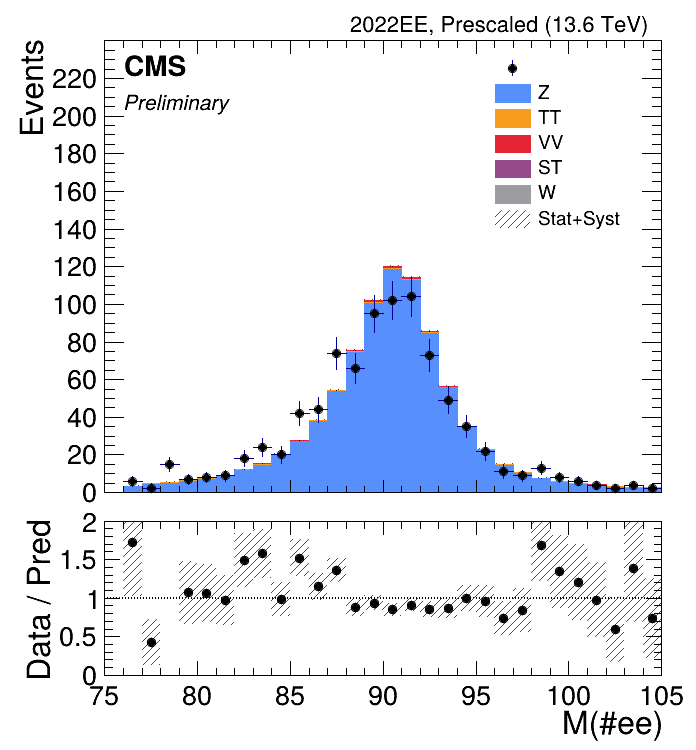 2022EE, Prescaled (13.6 TeV)
CMS
Preliminary
Events
220
200
180
160
140
120
100
80
60
40
20
0
Z
TT
VV
ST
W
Stat+Syst
Data / Pred
2
1.5
1
0.5
0
75 80 85 90 95 100 105
M(#ee)